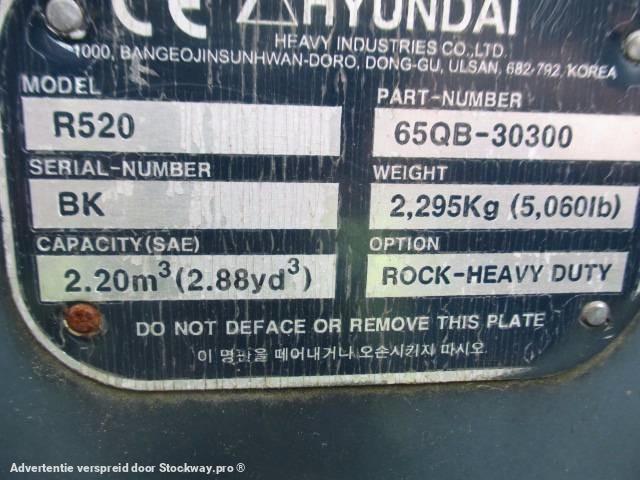 CE HYUNDAI
HEAVY INDUSTRIES CO.,LTD.
1000, BANGEOJINSUNHWAN-DORO, DONG-GU, ULSAN, 682-792, KOREA
MODEL
R520
PART-NUMBER
65QB-30300
SERIAL-NUMBER
BK
WEIGHT
2,295Kg (5,060lb)
CAPACITY(SAE)
2.20m³(2.88yd³)
OPTION
ROCK-HEAVY DUTY
DO NOT DEFACE OR REMOVE THIS PLATE
이 명판을 떼어내거나 오손시키지 마시오
Advertentie verspreid door Stockway.pro ®